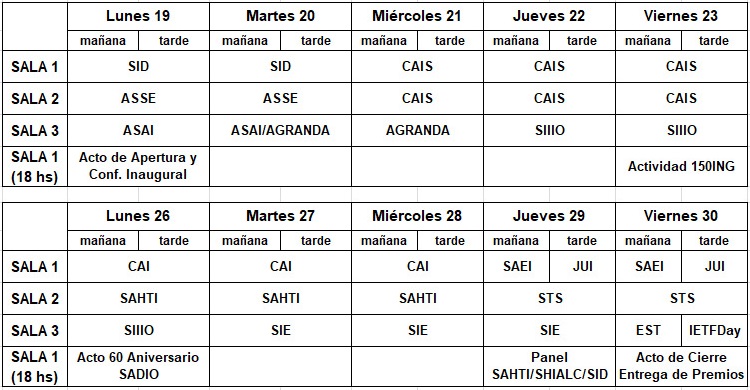 Lunes 19 Martes 20 Miércoles 21 Jueves 22 Viernes 23
mañana tarde mañana tarde mañana tarde mañana tarde mañana tarde
SALA 1 SID SID CAIS CAIS CAIS
SALA 2 ASSE ASSE CAIS CAIS CAIS
SALA 3 ASAI ASAI/AGRANDA AGRANDA SIIIO SIIIO
SALA 1 Acto de Apertura y
(18 hs) Conf. Inaugural Actividad 150ING
Lunes 26 Martes 27 Miércoles 28 Jueves 29 Viernes 30
mañana tarde mañana tarde mañana tarde mañana tarde mañana tarde
SALA 1 CAI CAI CAI SAEI JUI SAEI JUI
SALA 2 SAHTI SAHTI SAHTI STS STS
SALA 3 SIIIO SIE SIE SIE EST IETFDay
SALA 1 Acto 60 Aniversario Panel Acto de Cierre
(18 hs) SADIO SAHTI/SHIALC/SID Entrega de Premios